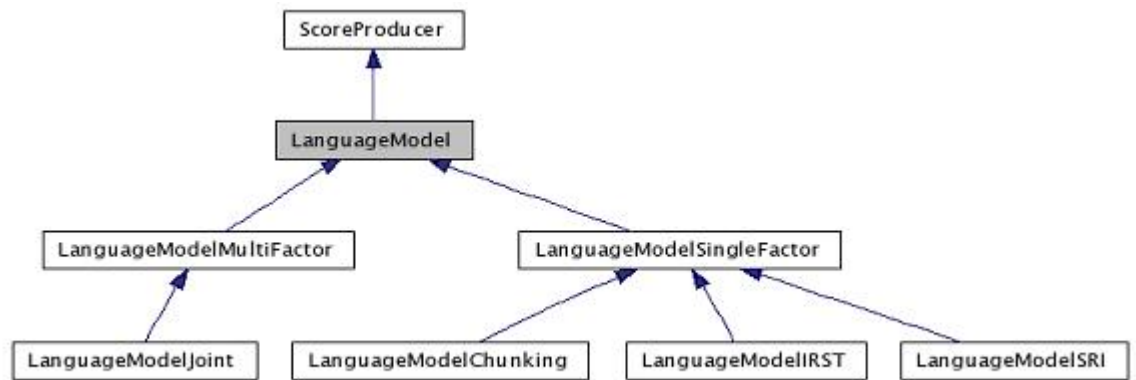 ScoreProducer
LanguageModel
LanguageModelMultiFactor
LanguageModelSingleFactor
LanguageModelJoint
LanguageModelChunking
LanguageModelIRST
LanguageModelSRI